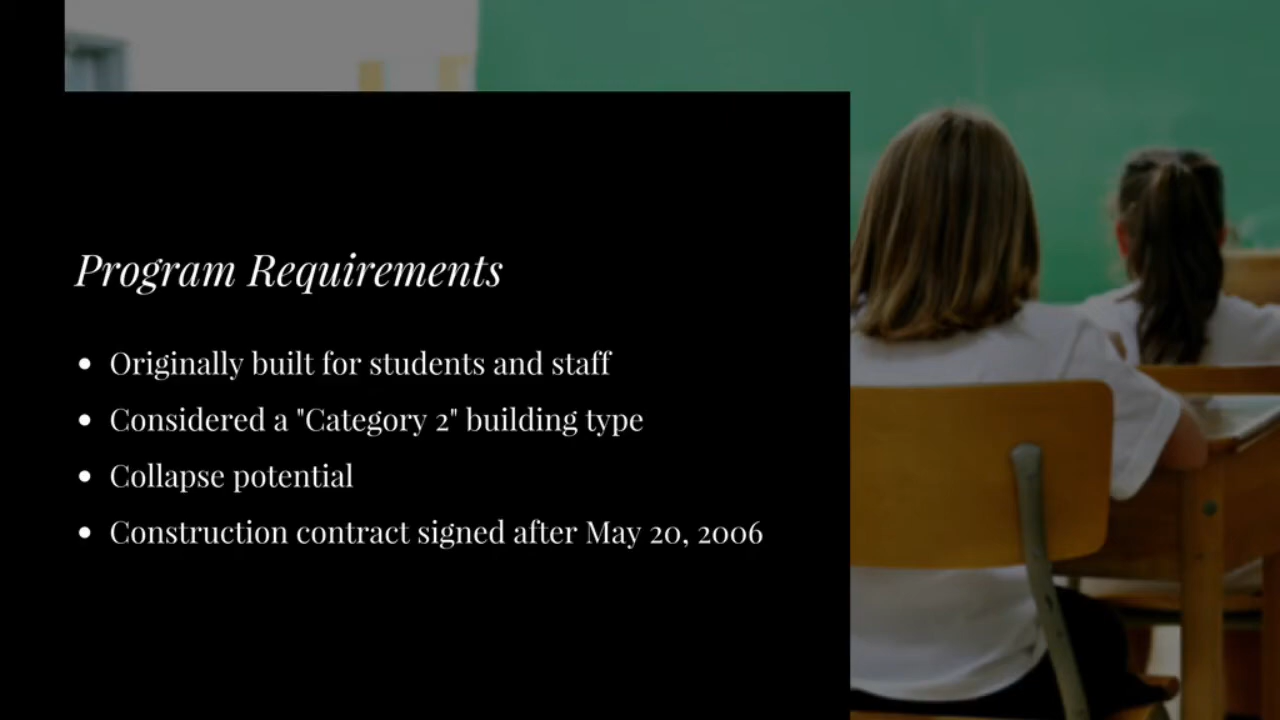 Program Requirements
• Originally built for students and staff
• Considered a "Category 2" building type
• Collapse potential
• Construction contract signed after May 20, 2006